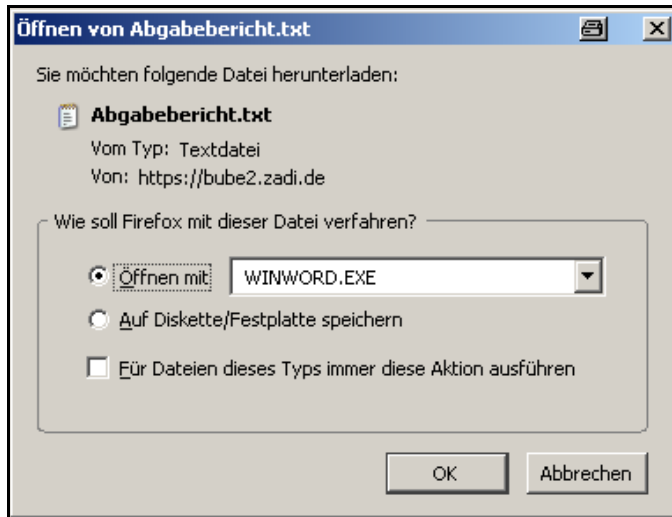 Öffnen von Abgabebericht.txt
Sie möchten folgende Datei herunterladen:
Abgabebericht.txt
Vom Typ: Textdatei
Von: https://bube2.zadi.de
Wie soll Firefox mit dieser Datei verfahren?
Öffnen mit WINWORD.EXE
Auf Diskette/Festplatte speichern
Für Dateien dieses Typs immer diese Aktion ausführen
OK Abbrechen